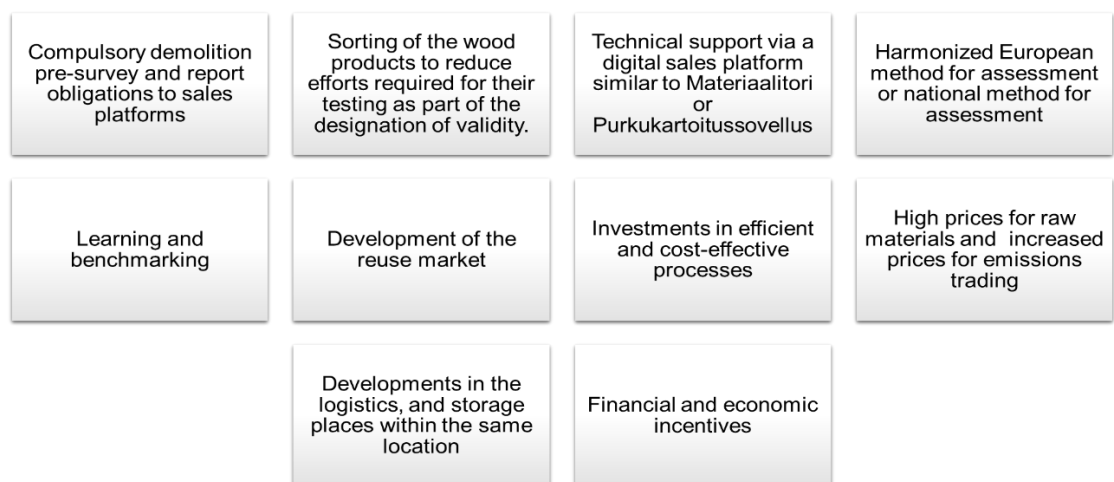 Compulsory demolition
pre-survey and report
obligations to sales
platforms
Sorting of the wood
products to reduce
efforts required for their
testing as part of the
designation of validity.
Technical support via a
digital sales platform
similar to Materiaalitori
or
Purkukartoitussovellus
Harmonized European
method for assessment
or national method for
assessment
Learning and
benchmarking
Development of the
reuse market
Investments in efficient
and cost-effective
processes
High prices for raw
materials and increased
prices for emissions
trading
Developments in the
logistics, and storage
places within the same
location
Financial and economic
incentives